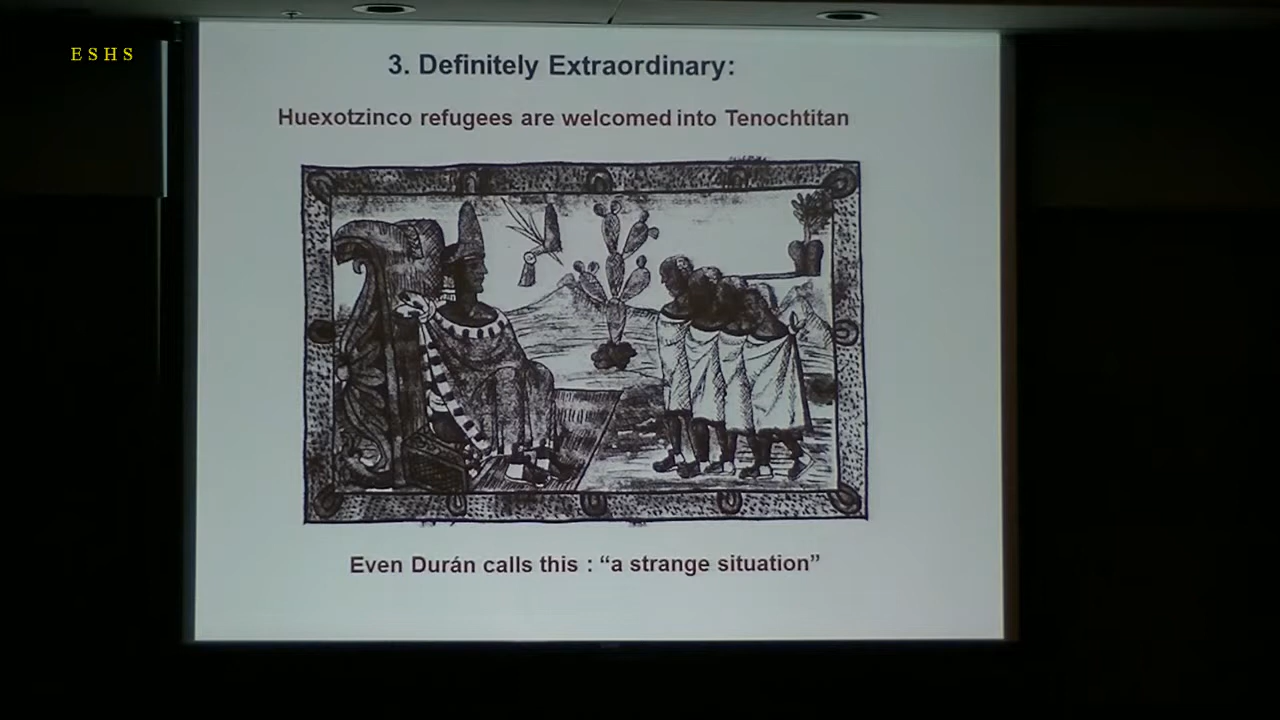 E S H S
3. Definitely Extraordinary:
Huexotzinco refugees are welcomed into Tenochtitan
Even Durán calls this : “a strange situation”